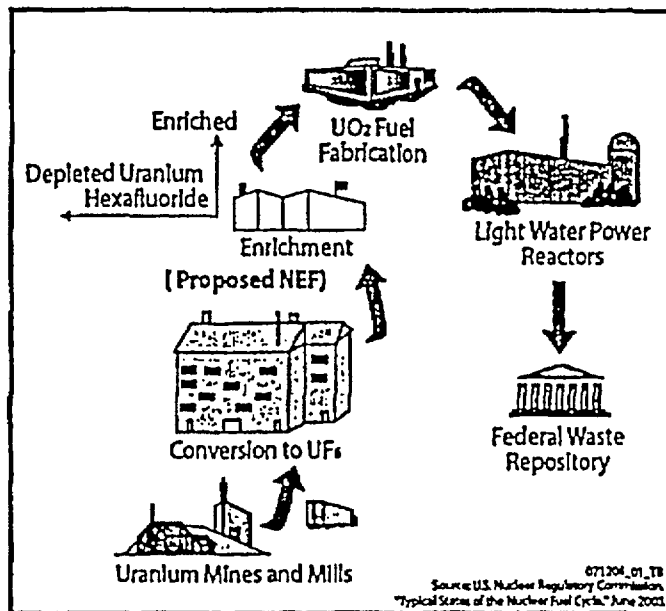 UO₂ Fuel
Fabrication
Enriched
Depleted Uranium
Hexafluoride
Enrichment
(Proposed NEF)
Light Water Power
Reactors
Conversion to UF₆
Federal Waste
Repository
Uranium Mines and Mills
071204_01_TB
Source: U.S. Nuclear Regulatory Commission,
"Typical States of the Nuclear Fuel Cycle," June 2003